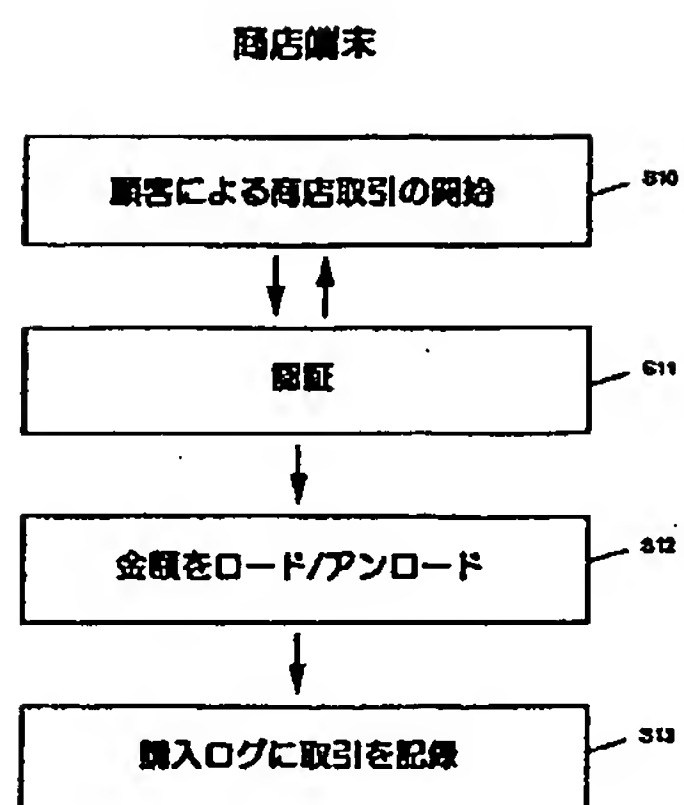 商店端末
顧客による商店取引の開始
S10
認証
S11
金額をロード/アンロード
S12
購入ログに取引を記録
S13